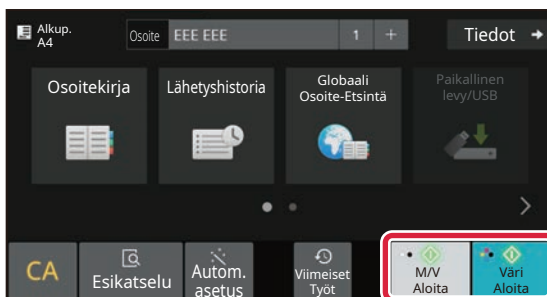 Alkup.
A4
Osoite EEE EEE 1 +
Tiedot
Osoitekirja
Lähetyshistoria
Globaali
Osoite-Etsintä
Paikallinen
levy/USB
CA
Esikatselu
Autom.
asetus
Viimeiset
Työt
M/V
Aloita
Väri
Aloita